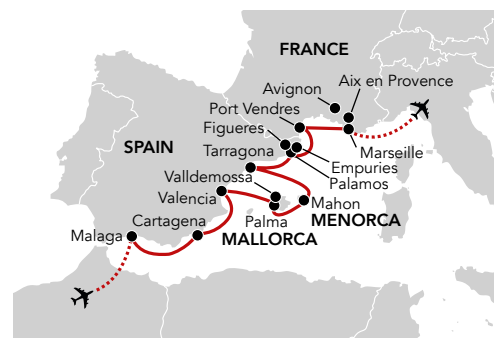 FRANCE
Avignon
Aix en Provence
Port Vendres
Figueres
SPAIN
Tarragona
Marseille
Empuries
Palamos
Valldemossa
Valencia
Mahon
Cartagena
Palma
MENORCA
Malaga
MALLORCA